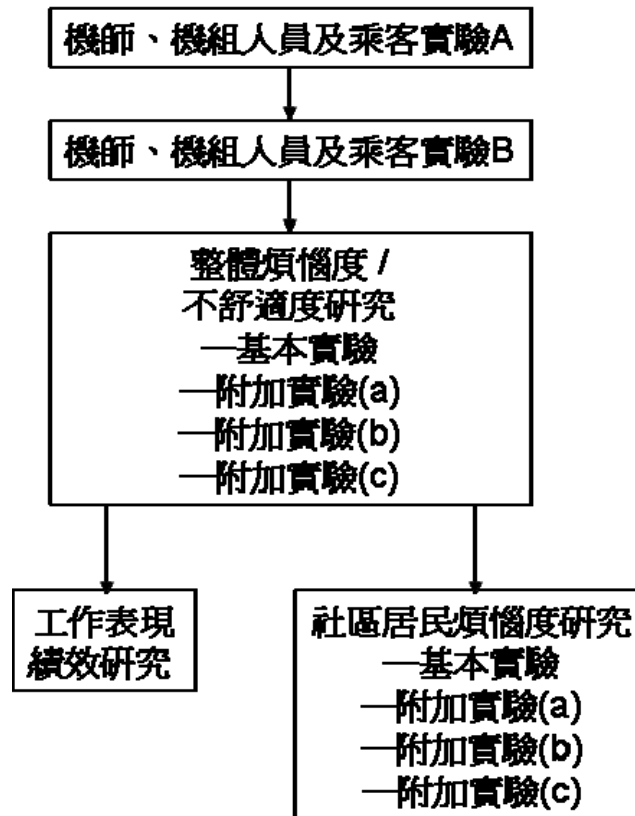 機師、機組人員及乘客實驗A
機師、機組人員及乘客實驗B
整體煩惱度 /
不舒適度研究
—基本實驗
—附加實驗(a)
—附加實驗(b)
—附加實驗(c)
工作表現
績效研究
社區居民煩惱度研究
—基本實驗
—附加實驗(a)
—附加實驗(b)
—附加實驗(c)